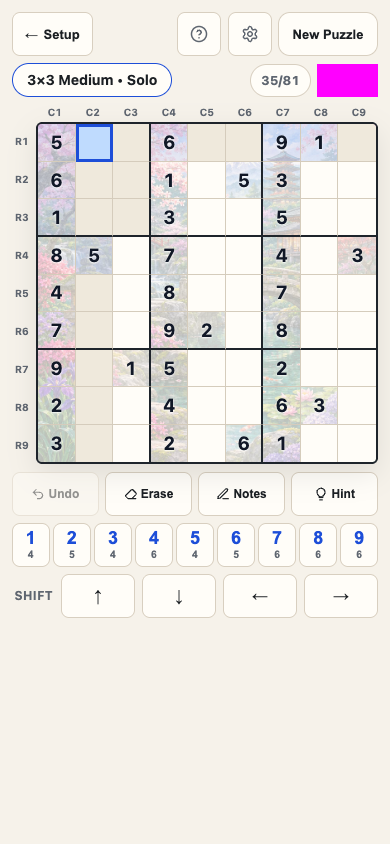 ← Setup
New Puzzle
3×3 Medium • Solo
35/81
C1 C2 C3 C4 C5 C6 C7 C8 C9
R1 5 6 9 1
R2 6 1 5 3
R3 1 3 5
R4 8 5 7 4 3
R5 4 8 7
R6 7 9 2 8
R7 9 1 5 2
R8 2 4 6 3
R9 3 2 6 1
Undo Erase Notes Hint
1 2 3 4 5 6 7 8 9
4 5 4 6 4 5 6 6 6
SHIFT ↑ ↓ ← →